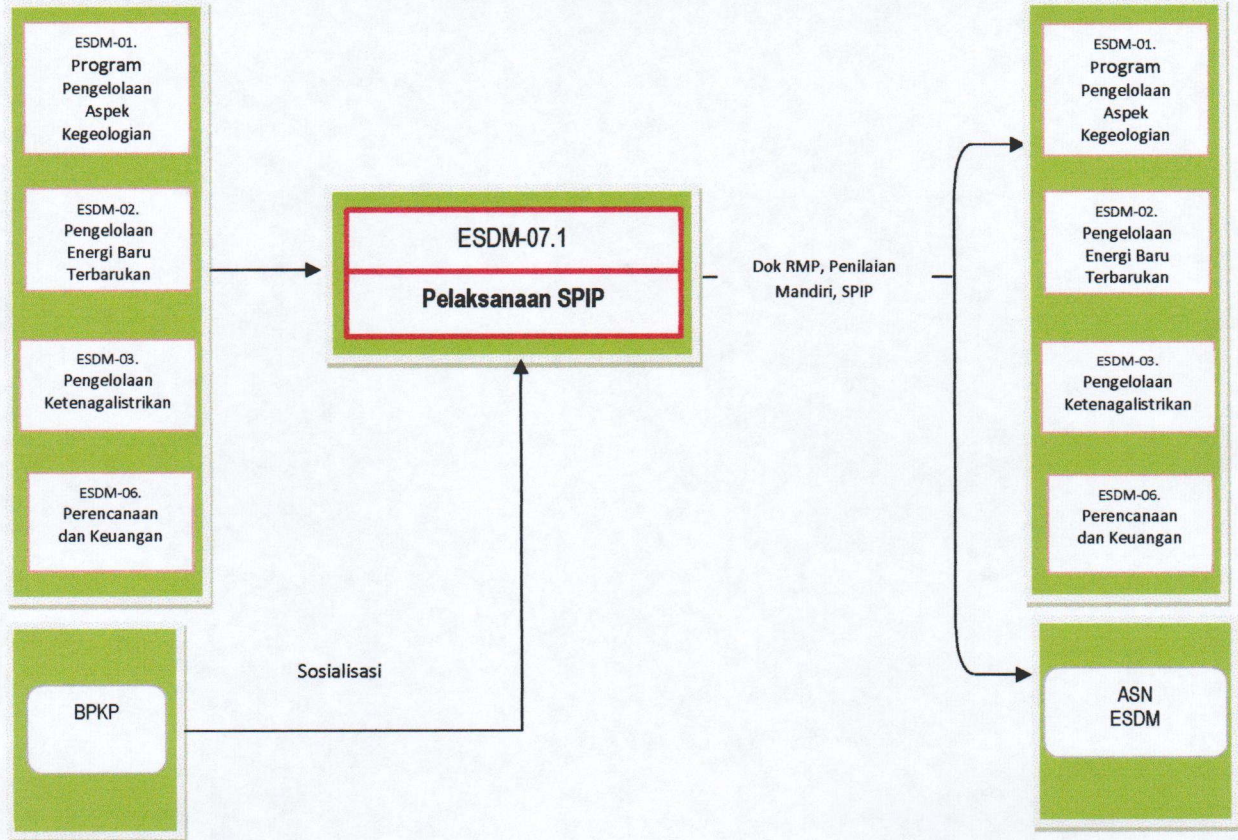 ESDM-01.
Program
Pengelolaan
Aspek
Kegeologian
ESDM-02.
Pengelolaan
Energi Baru
Terbarukan
ESDM-03.
Pengelolaan
Ketenagalistrikan
ESDM-06.
Perencanaan
dan Keuangan
BPKP
Sosialisasi
ESDM-07.1
Pelaksanaan SPIP
Dok RMP, Penilaian
Mandiri, SPIP
ESDM-01.
Program
Pengelolaan
Aspek
Kegeologian
ESDM-02.
Pengelolaan
Energi Baru
Terbarukan
ESDM-03.
Pengelolaan
Ketenagalistrikan
ESDM-06.
Perencanaan
dan Keuangan
ASN
ESDM